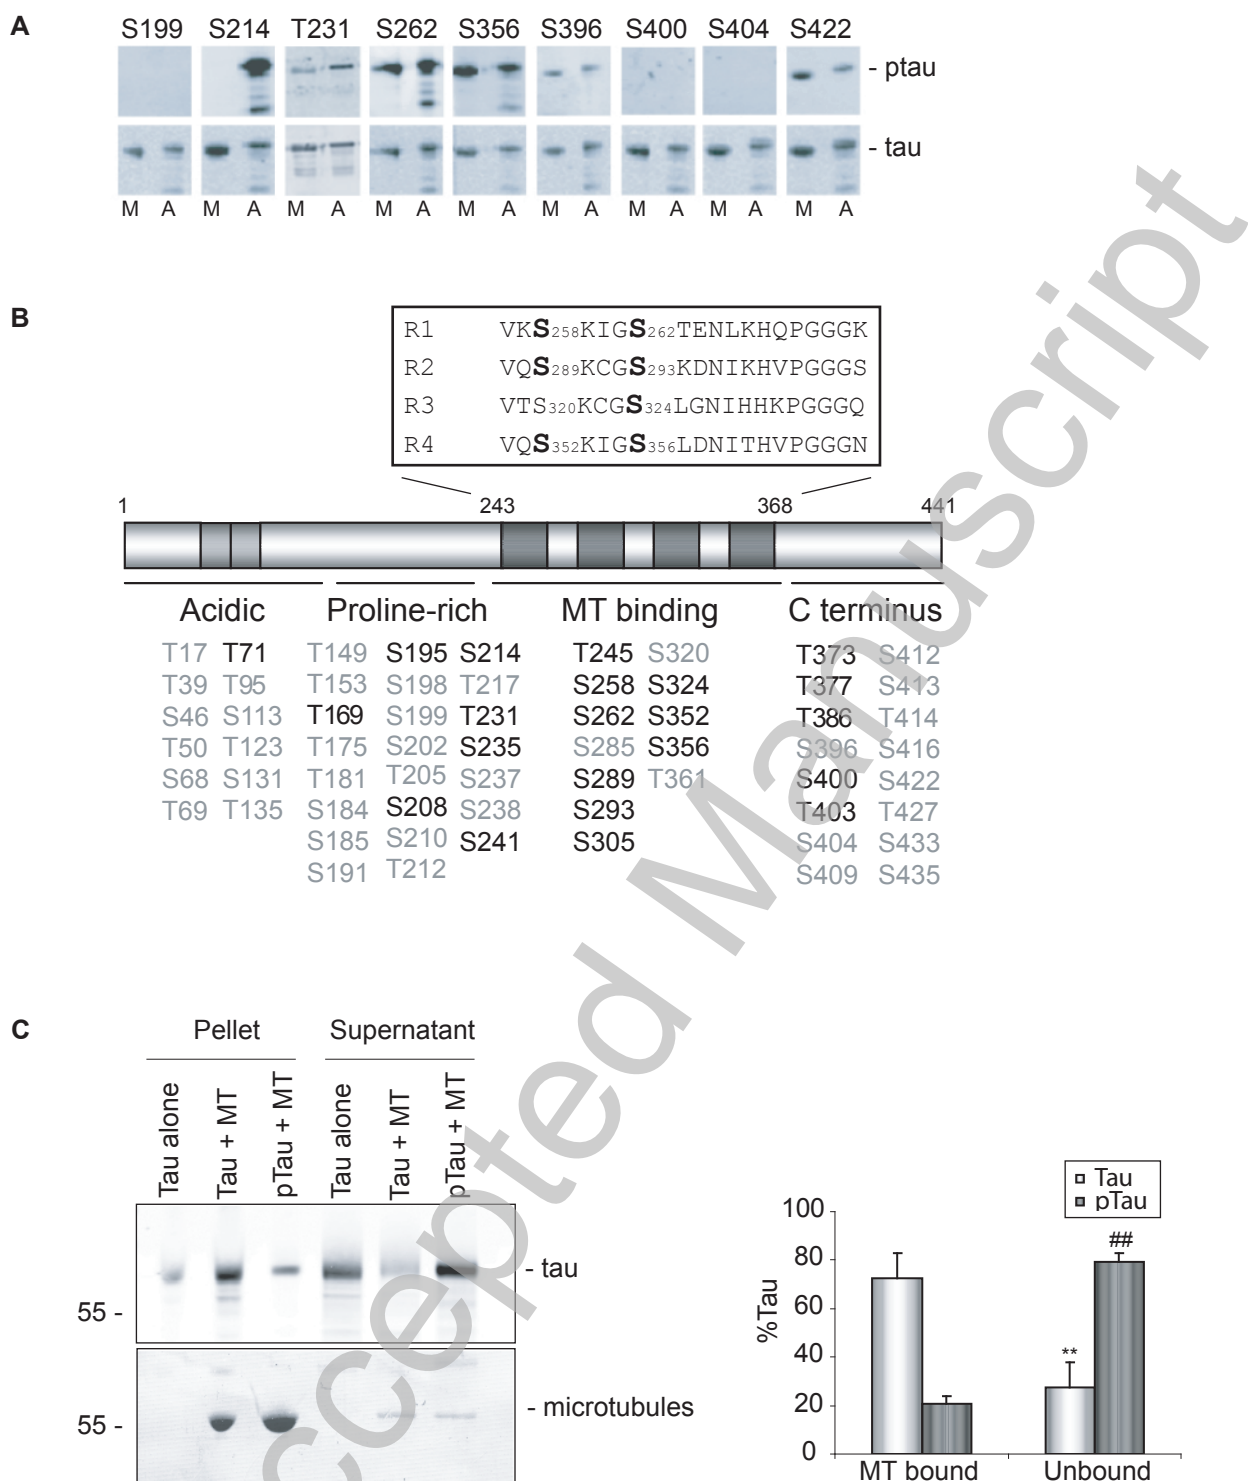 A
S199 S214 T231 S262 S356 S396 S400 S404 S422
- ptau
- tau
M A M A M A M A M A M A M A M A M A
B
R1 VKS258KIGS262TENLKHQPGGGK
R2 VQS289KCGS293KDNIKHVPGGGS
R3 VTS320KCGS324LGNIHHKPGGGQ
R4 VQS352KIGS356LDNITHVPGGGN
1 243 368 441
Acidic Proline-rich MT binding C terminus
T17 T71 T149 S195 S214 T245 S320 T373 S412
T39 T95 T153 S198 T217 S258 S324 T377 S413
S46 S113 T169 S199 T231 S262 S352 T386 T414
T50 T123 T175 S202 S235 S285 S356 S396 S416
S68 S131 T181 T205 S237 S289 T361 S400 S422
T69 T135 S184 S208 S238 S293 T403 T427
S185 S210 S241 S305 S404 S433
S191 T212 S409 S435
C
Pellet Supernatant
Tau alone
Tau + MT
pTau + MT
Tau alone
Tau + MT
pTau + MT
- tau
55 -
- microtubules
55 -
Tau
pTau
%Tau
100
80
60
40
20
0
##
**
MT bound Unbound
ccepted Manuscript